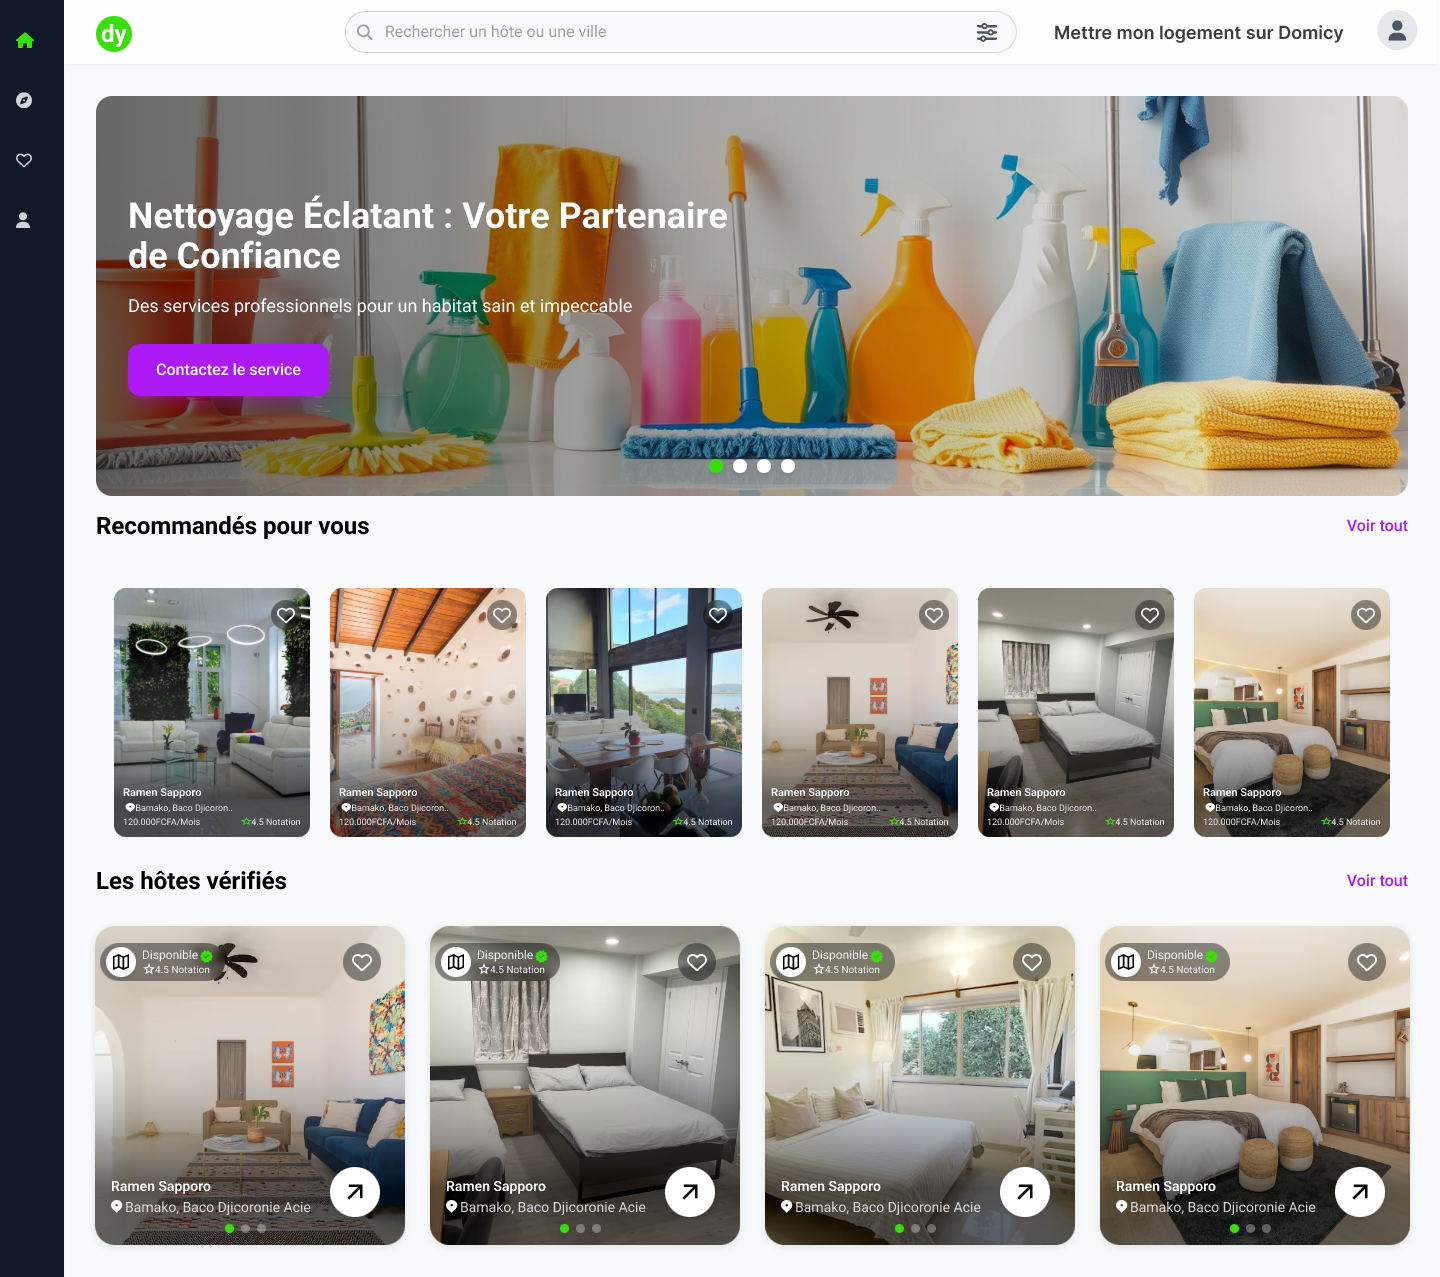 dy
Rechercher un hôte ou une ville
Mettre mon logement sur Domicy
Nettoyage Éclatant : Votre Partenaire
de Confiance
Des services professionnels pour un habitat sain et impeccable
Contactez le service
Recommandés pour vous
Voir tout
Ramen Sapporo
Bamako, Baco Djicoron..
120.000FCFA/Mois
4.5 Notation
Ramen Sapporo
Bamako, Baco Djicoron..
120.000FCFA/Mois
4.5 Notation
Ramen Sapporo
Bamako, Baco Djicoron..
120.000FCFA/Mois
4.5 Notation
Ramen Sapporo
Bamako, Baco Djicoron..
120.000FCFA/Mois
4.5 Notation
Ramen Sapporo
Bamako, Baco Djicoron..
120.000FCFA/Mois
4.5 Notation
Ramen Sapporo
Bamako, Baco Djicoron..
120.000FCFA/Mois
4.5 Notation
Les hôtes vérifiés
Voir tout
Disponible
4.5 Notation
Ramen Sapporo
Bamako, Baco Djicoronie Acie
Disponible
4.5 Notation
Ramen Sapporo
Bamako, Baco Djicoronie Acie
Disponible
4.5 Notation
Ramen Sapporo
Bamako, Baco Djicoronie Acie
Disponible
4.5 Notation
Ramen Sapporo
Bamako, Baco Djicoronie Acie